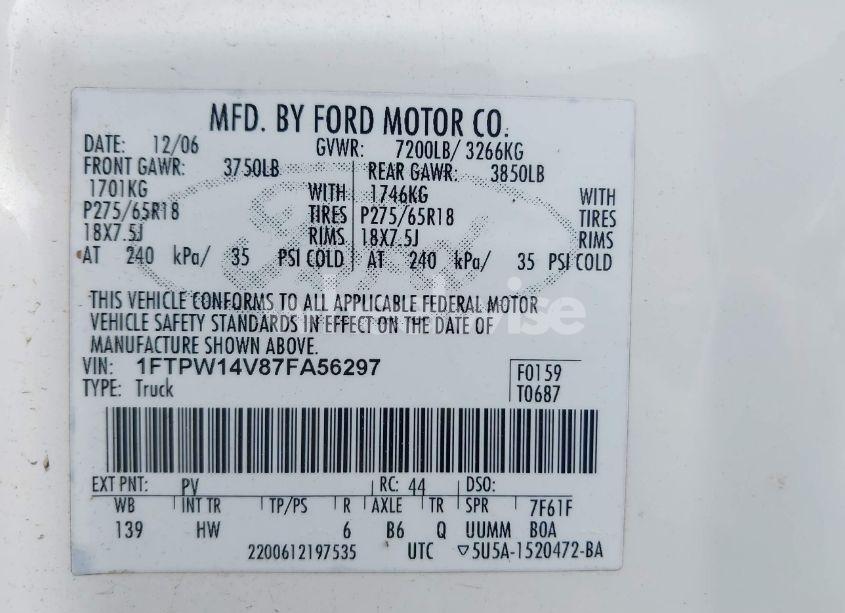 MFD. BY FORD MOTOR CO.
DATE: 12/06 GVWR: 7200LB/ 3266KG
FRONT GAWR: 3750LB REAR GAWR: 3850LB
1701KG WITH 1746KG WITH
P275/65R18 TIRES P275/65R18 TIRES
18X7.5J RIMS 18X7.5J RIMS
AT 240 kPa/ 35 PSI COLD AT 240 kPa/ 35 PSI COLD
THIS VEHICLE CONFORMS TO ALL APPLICABLE FEDERAL MOTOR
VEHICLE SAFETY STANDARDS IN EFFECT ON THE DATE OF
MANUFACTURE SHOWN ABOVE.
VIN: 1FTPW14V87FA56297 F0159
TYPE: Truck T0687
EXT PNT: PV RC: 44 DSO:
WB INT TR TP/PS R AXLE TR SPR 7F61F
139 HW 6 B6 Q UUMM BOA
2200612197535 UTC ▽5U5A-1520472-BA